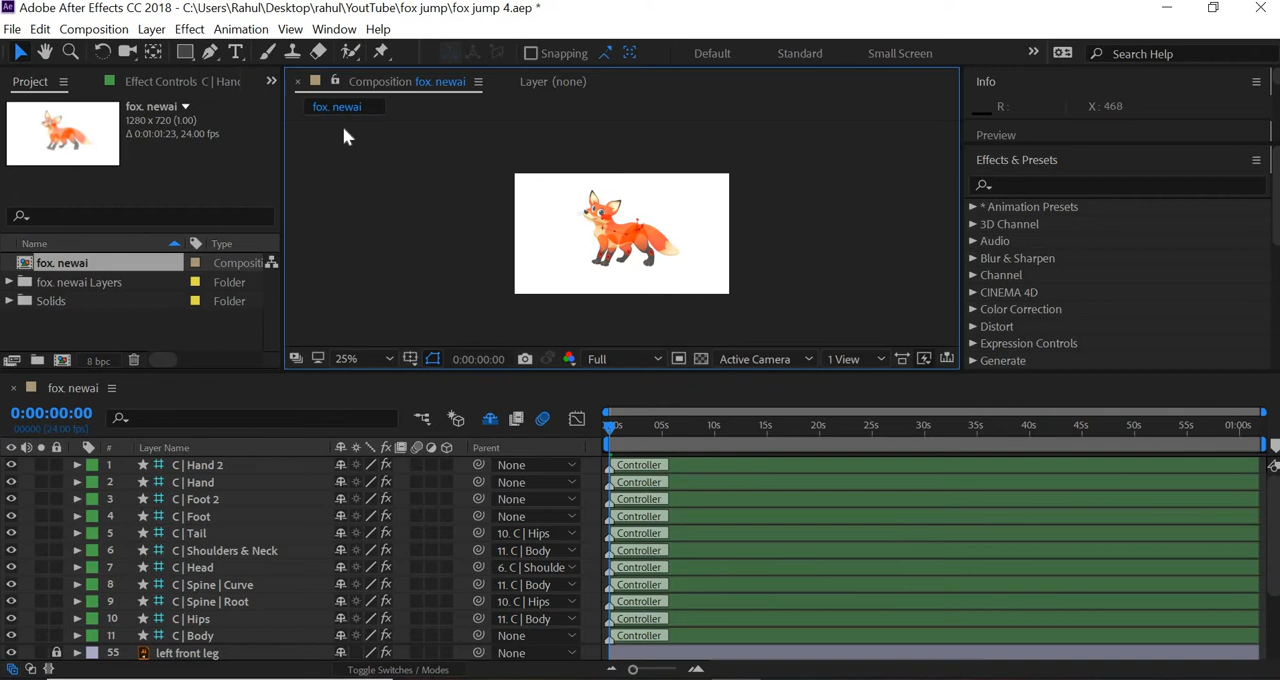 Adobe After Effects CC 2018 - C:\Users\Rahul\Desktop\rahul\YouTube\fox jump\fox jump 4.aep *
File Edit Composition Layer Effect Animation View Window Help
Snapping Default Standard Small Screen Search Help
Project Effect Controls C | Hand Composition fox. newai Layer (none) Info
fox. newai
1280 x 720 (1.00)
Δ 0:01:01:23, 24.00 fps
fox. newai
R : X : 468
Preview
Effects & Presets
* Animation Presets
3D Channel
Audio
Blur & Sharpen
Channel
CINEMA 4D
Color Correction
Distort
Expression Controls
Generate
Name Type
fox. newai Compositi
fox. newai Layers Folder
Solids Folder
8 bpc
25% 0:00:00:00 Full Active Camera 1 View
fox. newai
0:00:00:00
00000 (24.00 fps)
05s 10s 15s 20s 25s 30s 35s 40s 45s 50s 55s 01:00s
# Layer Name Parent
1 C | Hand 2 None Controller
2 C | Hand None Controller
3 C | Foot 2 None Controller
4 C | Foot None Controller
5 C | Tail 10. C | Hips Controller
6 C | Shoulders & Neck 11. C | Body Controller
7 C | Head 6. C | Shoulde Controller
8 C | Spine | Curve 11. C | Body Controller
9 C | Spine | Root 10. C | Hips Controller
10 C | Hips 11. C | Body Controller
11 C | Body None Controller
55 left front leg None
Toggle Switches / Modes